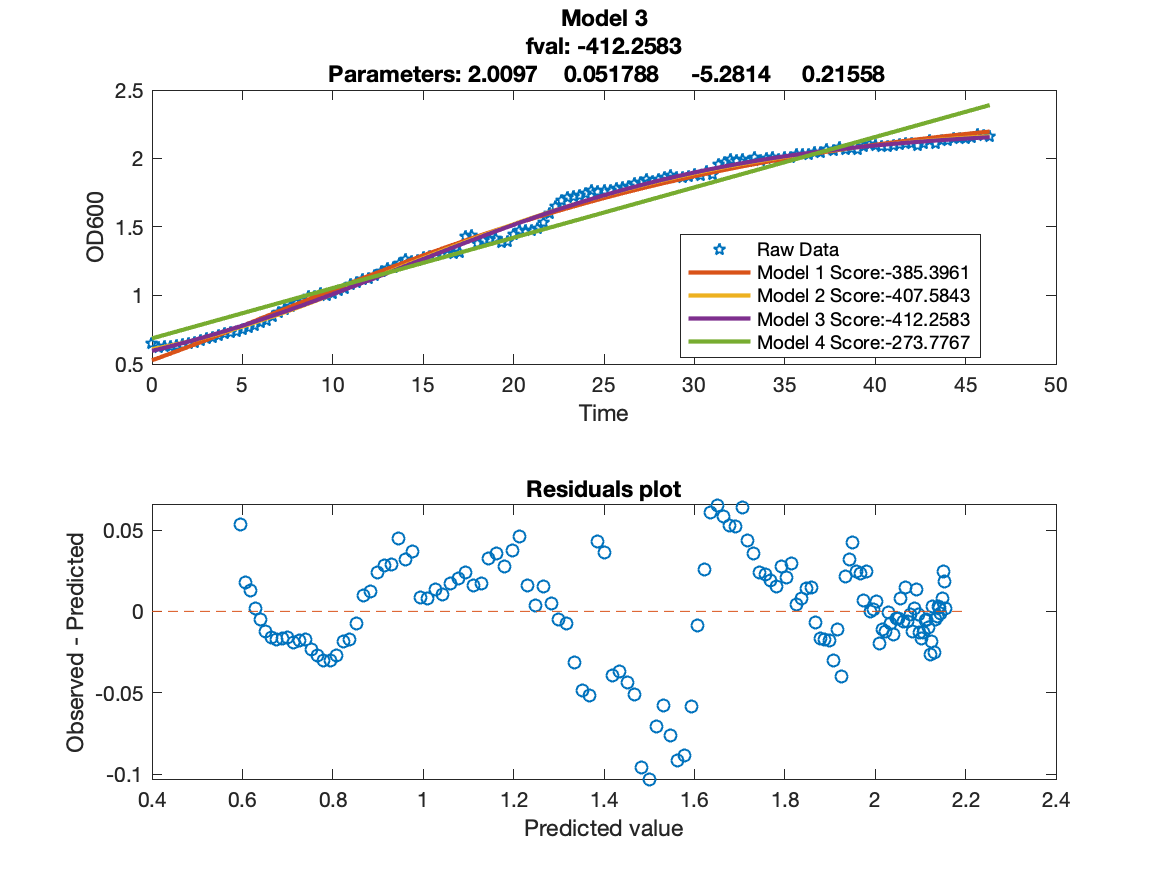 Model 3
fval: -412.2583
Parameters: 2.0097 0.051788 -5.2814 0.21558
2.5
2
1.5
1
0.5
OD600
0 5 10 15 20 25 30 35 40 45 50
Time
Raw Data
Model 1 Score:-385.3961
Model 2 Score:-407.5843
Model 3 Score:-412.2583
Model 4 Score:-273.7767
Residuals plot
0.05
0
-0.05
-0.1
Observed - Predicted
0.4 0.6 0.8 1 1.2 1.4 1.6 1.8 2 2.2 2.4
Predicted value